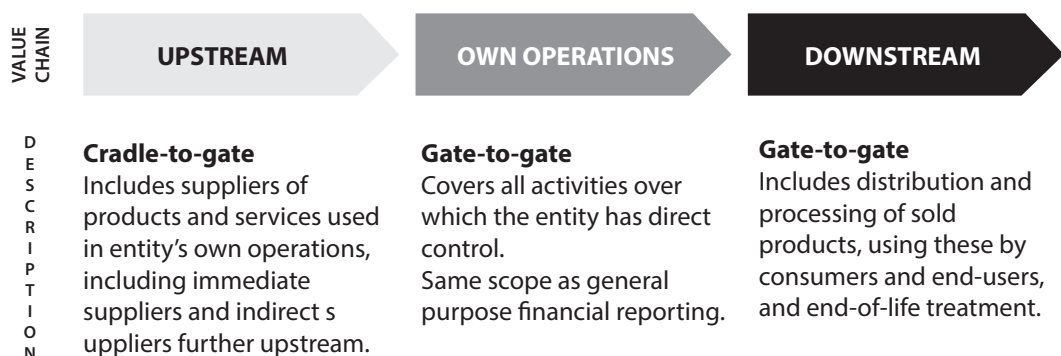 VALUE
CHAIN
UPSTREAM
OWN OPERATIONS
DOWNSTREAM
DESCRIPTION
Cradle-to-gate
Includes suppliers of
products and services used
in entity's own operations,
including immediate
suppliers and indirect s
uppliers further upstream.
Gate-to-gate
Covers all activities over
which the entity has direct
control.
Same scope as general
purpose financial reporting.
Gate-to-gate
Includes distribution and
processing of sold
products, using these by
consumers and end-users,
and end-of-life treatment.